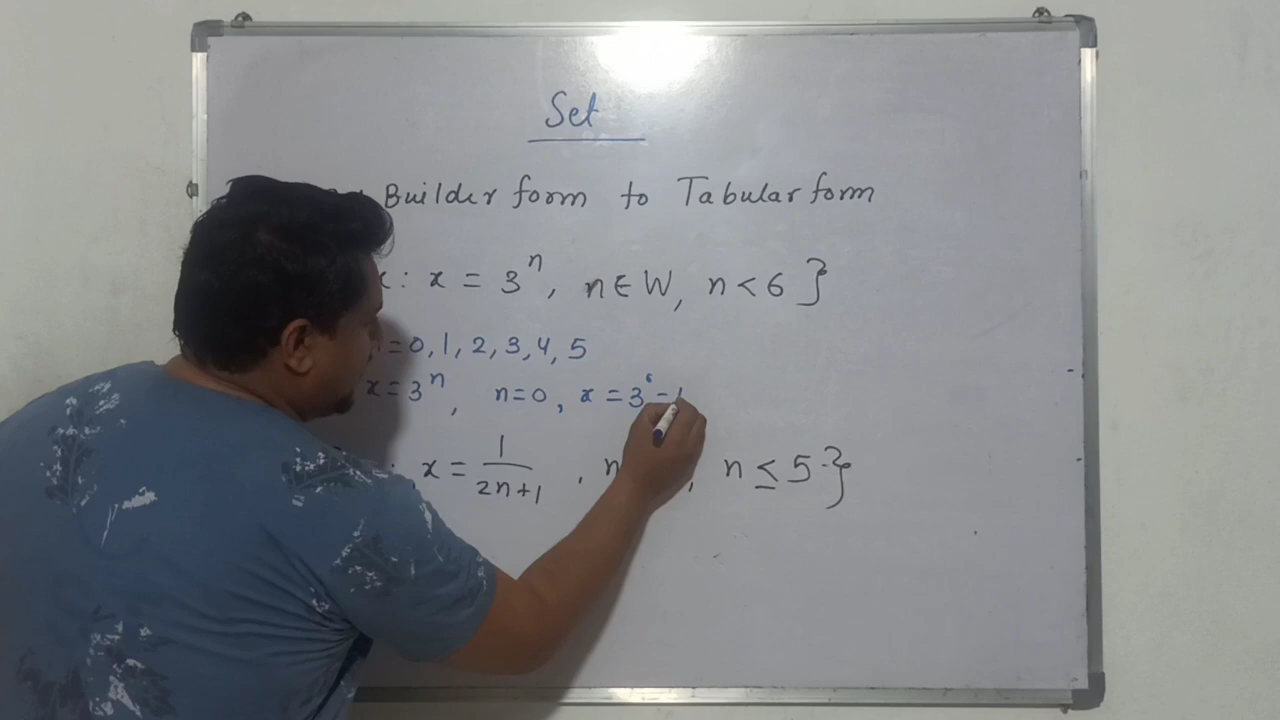 Set
Builder form to Tabular form
x : x = 3ⁿ, n ∈ W, n < 6 }
n = 0, 1, 2, 3, 4, 5
x = 3ⁿ, n = 0, x = 3⁰ = 1
: x = 1/(2n+1), n , n ≤ 5 }